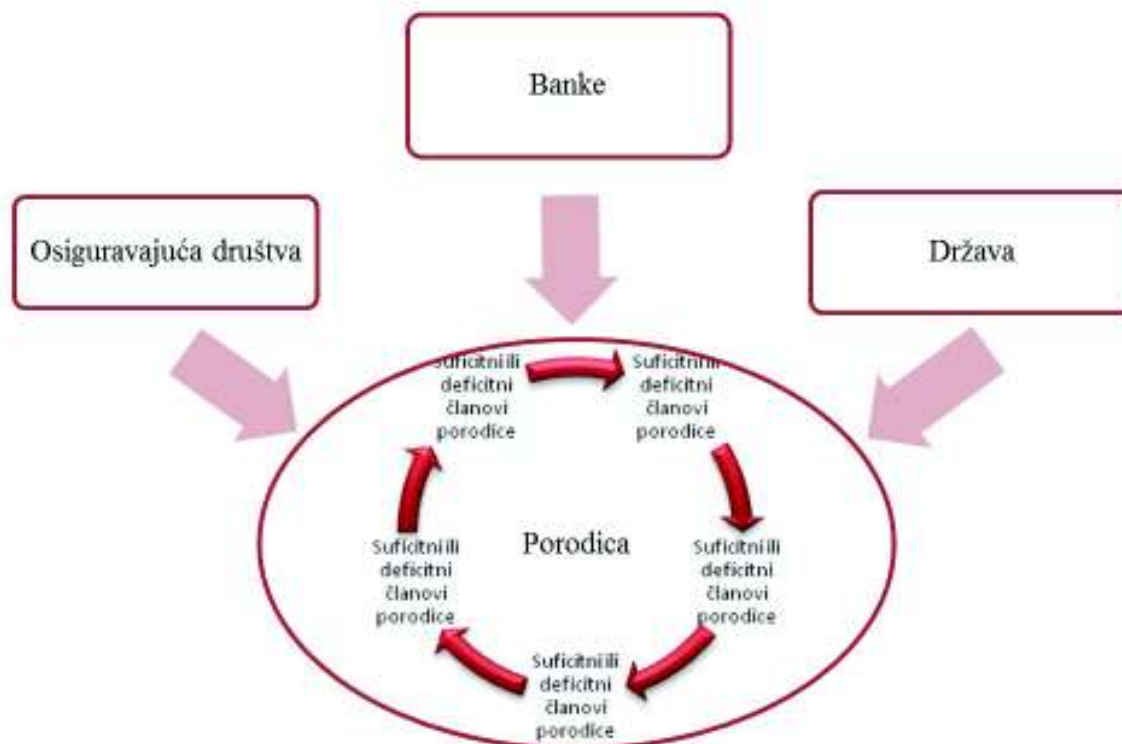 Banke
Osiguravajuća društva
Država
Suficitni ili
deficitni
članovi
porodice
Suficitni ili
deficitni
članovi
porodice
Suficitni ili
deficitni
članovi
porodice
Porodica
Suficitni ili
deficitni
članovi
porodice
Suficitni ili
deficitni
članovi
porodice